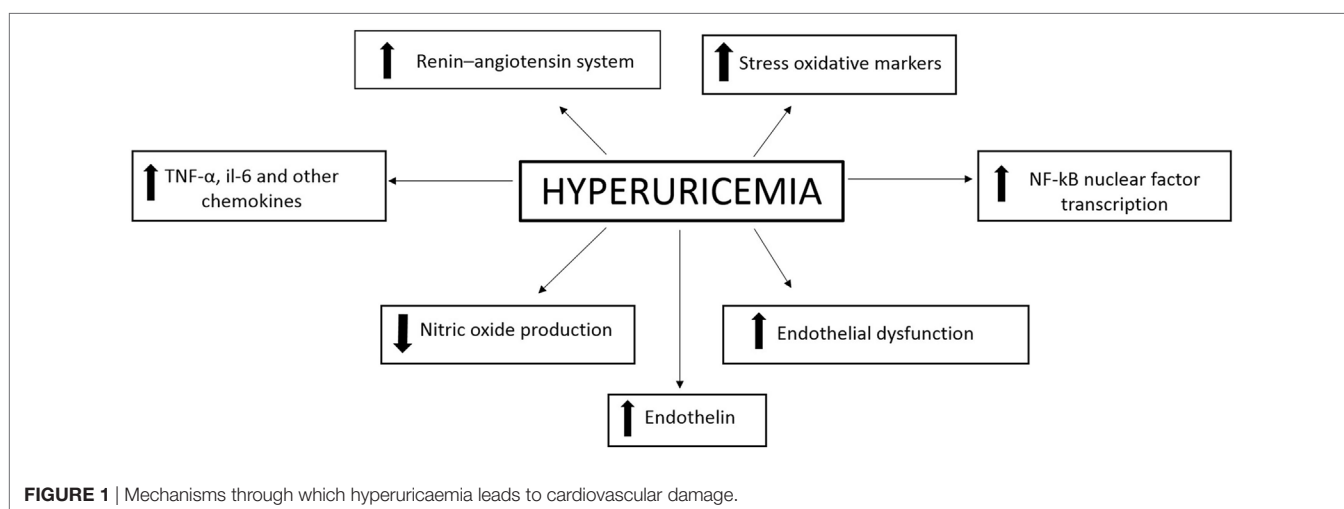 Renin–angiotensin system
Stress oxidative markers
TNF-α, il-6 and other
chemokines
HYPERURICEMIA
NF-kB nuclear factor
transcription
Nitric oxide production
Endothelial dysfunction
Endothelin
FIGURE 1 | Mechanisms through which hyperuricaemia leads to cardiovascular damage.